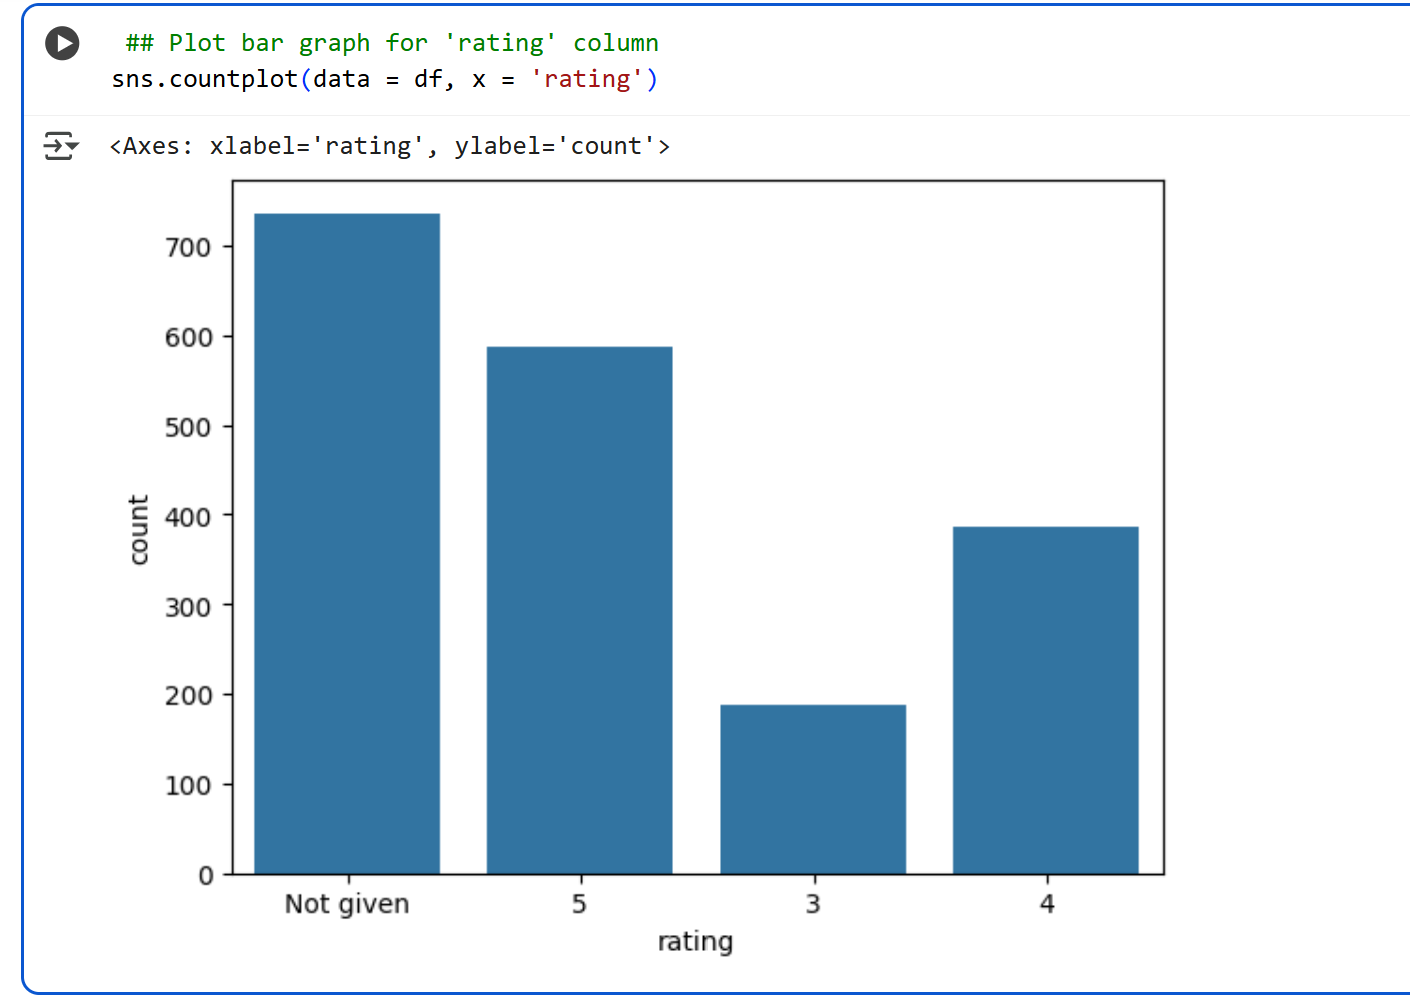 ## Plot bar graph for 'rating' column
sns.countplot(data = df, x = 'rating')
<Axes: xlabel='rating', ylabel='count'>
700
600
500
400
300
200
100
0
count
Not given 5 3 4
rating